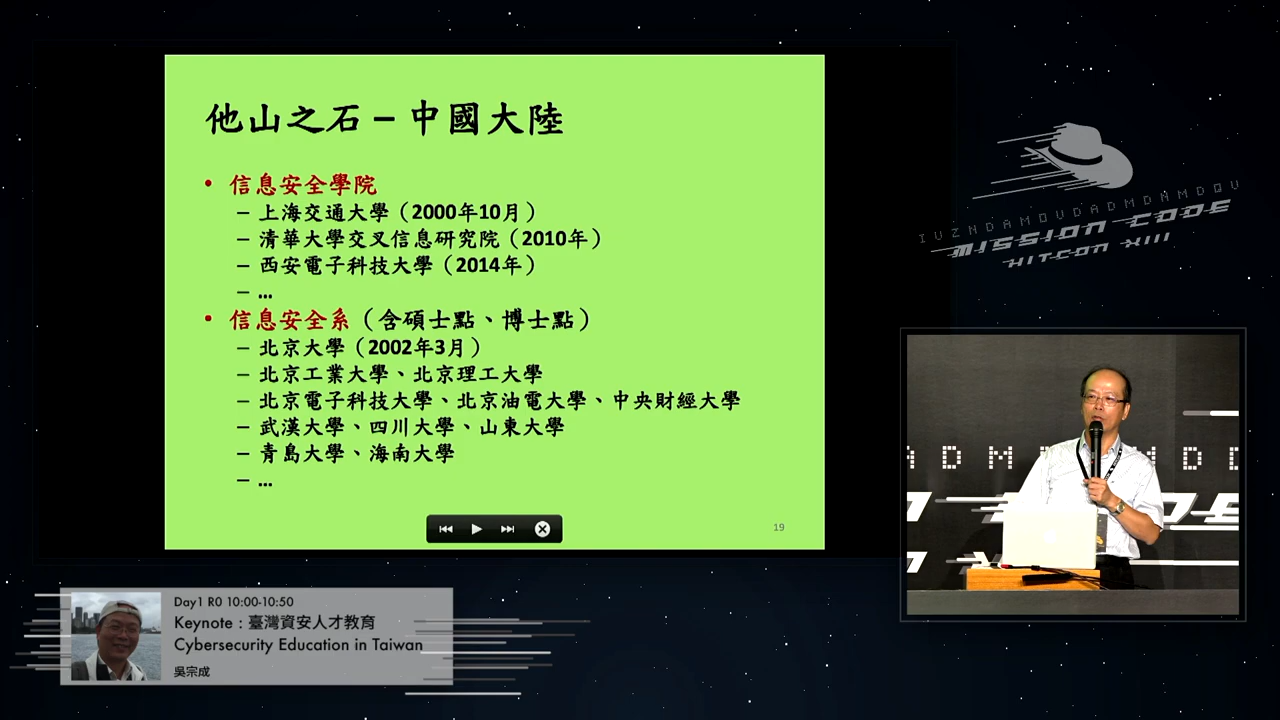 他山之石 – 中國大陸
• 信息安全學院
– 上海交通大學（2000年10月）
– 清華大學交叉信息研究院（2010年）
– 西安電子科技大學（2014年）
– ...
• 信息安全系（含碩士點、博士點）
– 北京大學（2002年3月）
– 北京工業大學、北京理工大學
– 北京電子科技大學、北京油電大學、中央財經大學
– 武漢大學、四川大學、山東大學
– 青島大學、海南大學
– ...
19
IVZNDAMOVDADMDNMDQV
MISSION CODE
HITCON XIII
Day1 R0 10:00-10:50
Keynote：臺灣資安人才教育
Cybersecurity Education in Taiwan
吳宗成